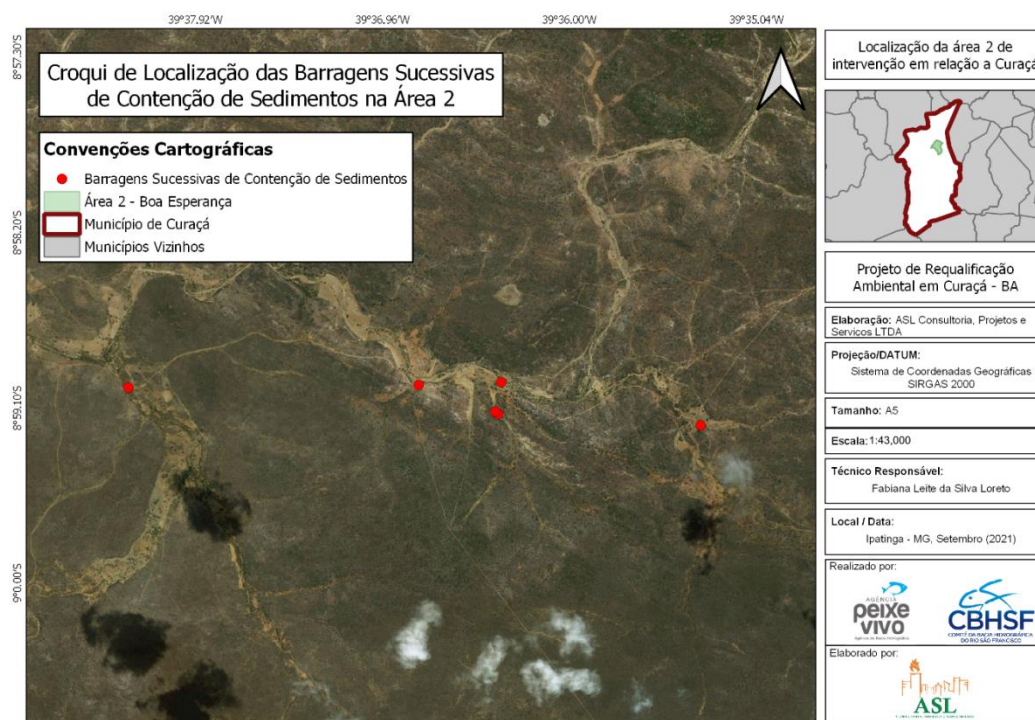 39°37.92'W
39°36.96'W
39°36.00'W
39°35.04'W
8°57.30'S
8°58.20'S
8°59.10'S
9°0.00'S
Croqui de Localização das Barragens Sucessivas
de Contenção de Sedimentos na Área 2
Convenções Cartográficas
Barragens Sucessivas de Contenção de Sedimentos
Área 2 - Boa Esperança
Município de Curaçá
Municípios Vizinhos
Localização da área 2 de
intervenção em relação a Curaçá
Projeto de Requalificação
Ambiental em Curaçá - BA
Elaboração: ASL Consultoria, Projetos e
Serviços LTDA
Projeção/DATUM:
Sistema de Coordenadas Geográficas
SIRGAS 2000
Tamanho: A5
Escala:1:43,000
Técnico Responsável:
Fabiana Leite da Silva Loreto
Local / Data:
Ipatinga - MG, Setembro (2021)
Realizado por:
AGÊNCIA
peixe
vivo
Agência de Bacia Hidrográfica
CBHSF
COMITÊ DA BACIA HIDROGRÁFICA
DO RIO SÃO FRANCISCO
Elaborado por:
ASL